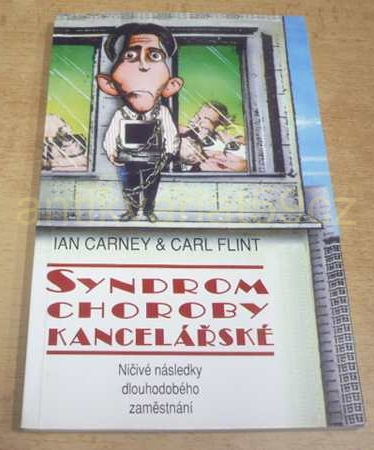 IAN CARNEY & CARL FLINT
SYNDROM
CHOROBY
KANCELÁŘSKÉ
Ničivé následky
dlouhodobého
zaměstnání